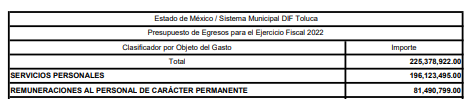 Estado de México / Sistema Municipal DIF Toluca
Presupuesto de Egresos para el Ejercicio Fiscal 2022
Clasificador por Objeto del Gasto Importe
Total 225,378,922.00
SERVICIOS PERSONALES 196,123,495.00
REMUNERACIONES AL PERSONAL DE CARÁCTER PERMANENTE 81,490,799.00